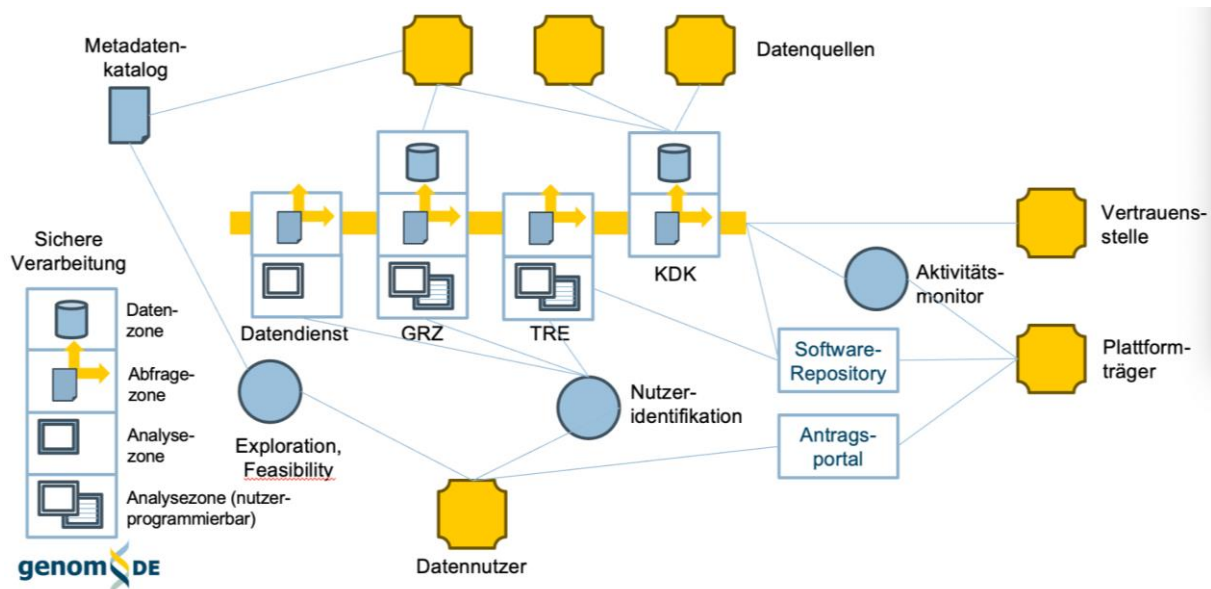 Metadaten-
katalog
Datenquellen
Sichere
Verarbeitung
Daten-
zone
Abfrage-
zone
Analyse-
zone
Analysezone (nutzer-
programmierbar)
Datendienst
GRZ
TRE
KDK
Vertrauens-
stelle
Aktivitäts-
monitor
Software-
Repository
Plattform-
träger
Nutzer-
identifikation
Antrags-
portal
Exploration,
Feasibility
Datennutzer
genomDE